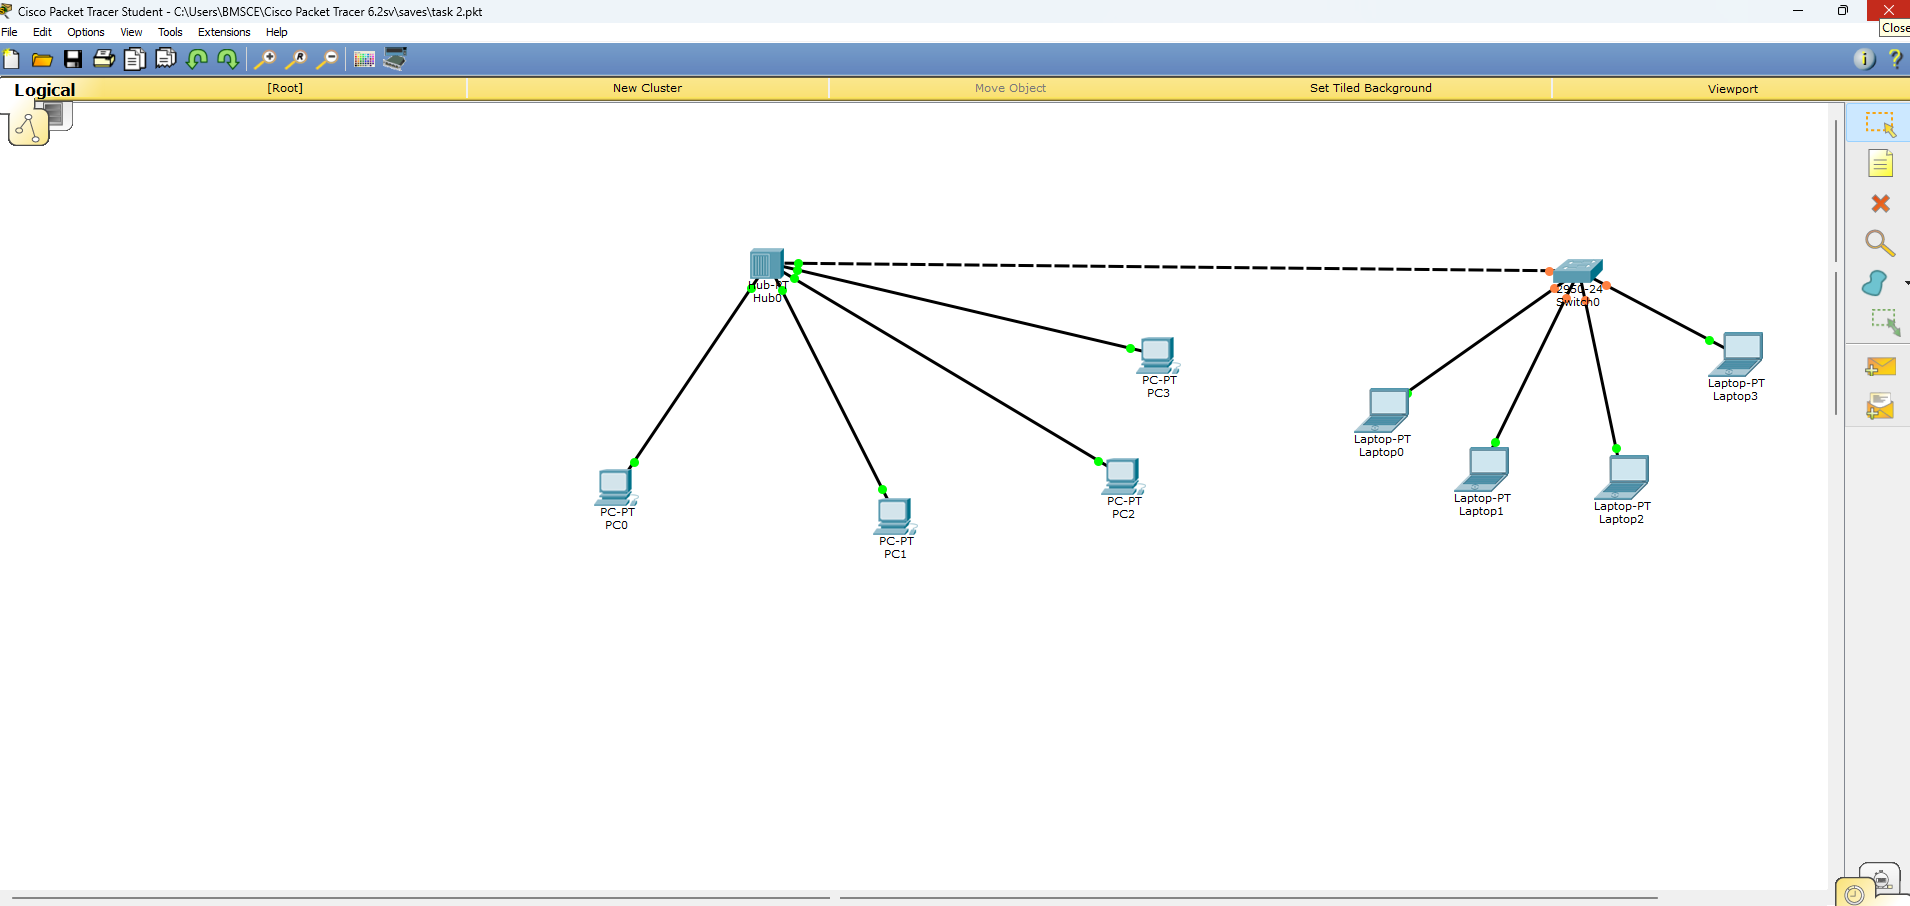 Cisco Packet Tracer Student - C:\Users\BMSCE\Cisco Packet Tracer 6.2sv\saves\task 2.pkt
Close
File Edit Options View Tools Extensions Help
Logical [Root] New Cluster Move Object Set Tiled Background Viewport
Hub-PT
Hub0
2950-24
Switch0
PC-PT
PC3
Laptop-PT
Laptop3
Laptop-PT
Laptop0
PC-PT
PC2
Laptop-PT
Laptop1
Laptop-PT
Laptop2
PC-PT
PC0
PC-PT
PC1